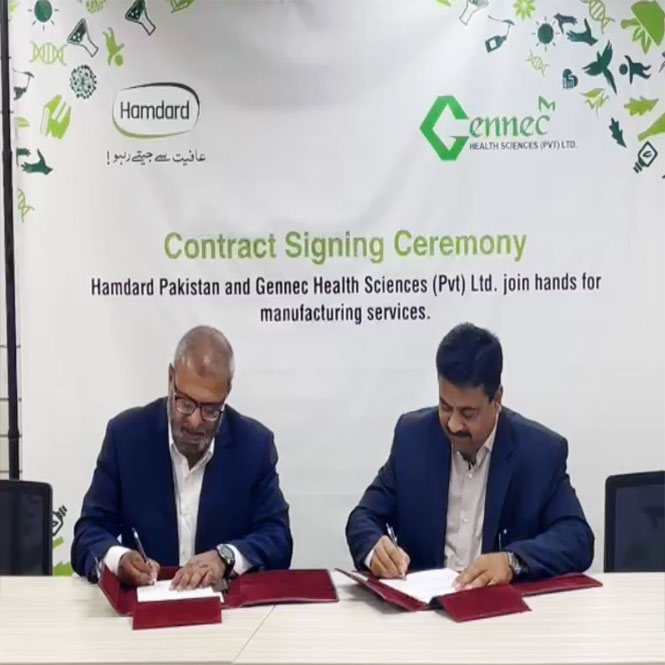 Hamdard
عافیت سے جیتے رہو!
Gennec
HEALTH SCIENCES (PVT) LTD.
Contract Signing Ceremony
Hamdard Pakistan and Gennec Health Sciences (Pvt) Ltd. join hands for
manufacturing services.